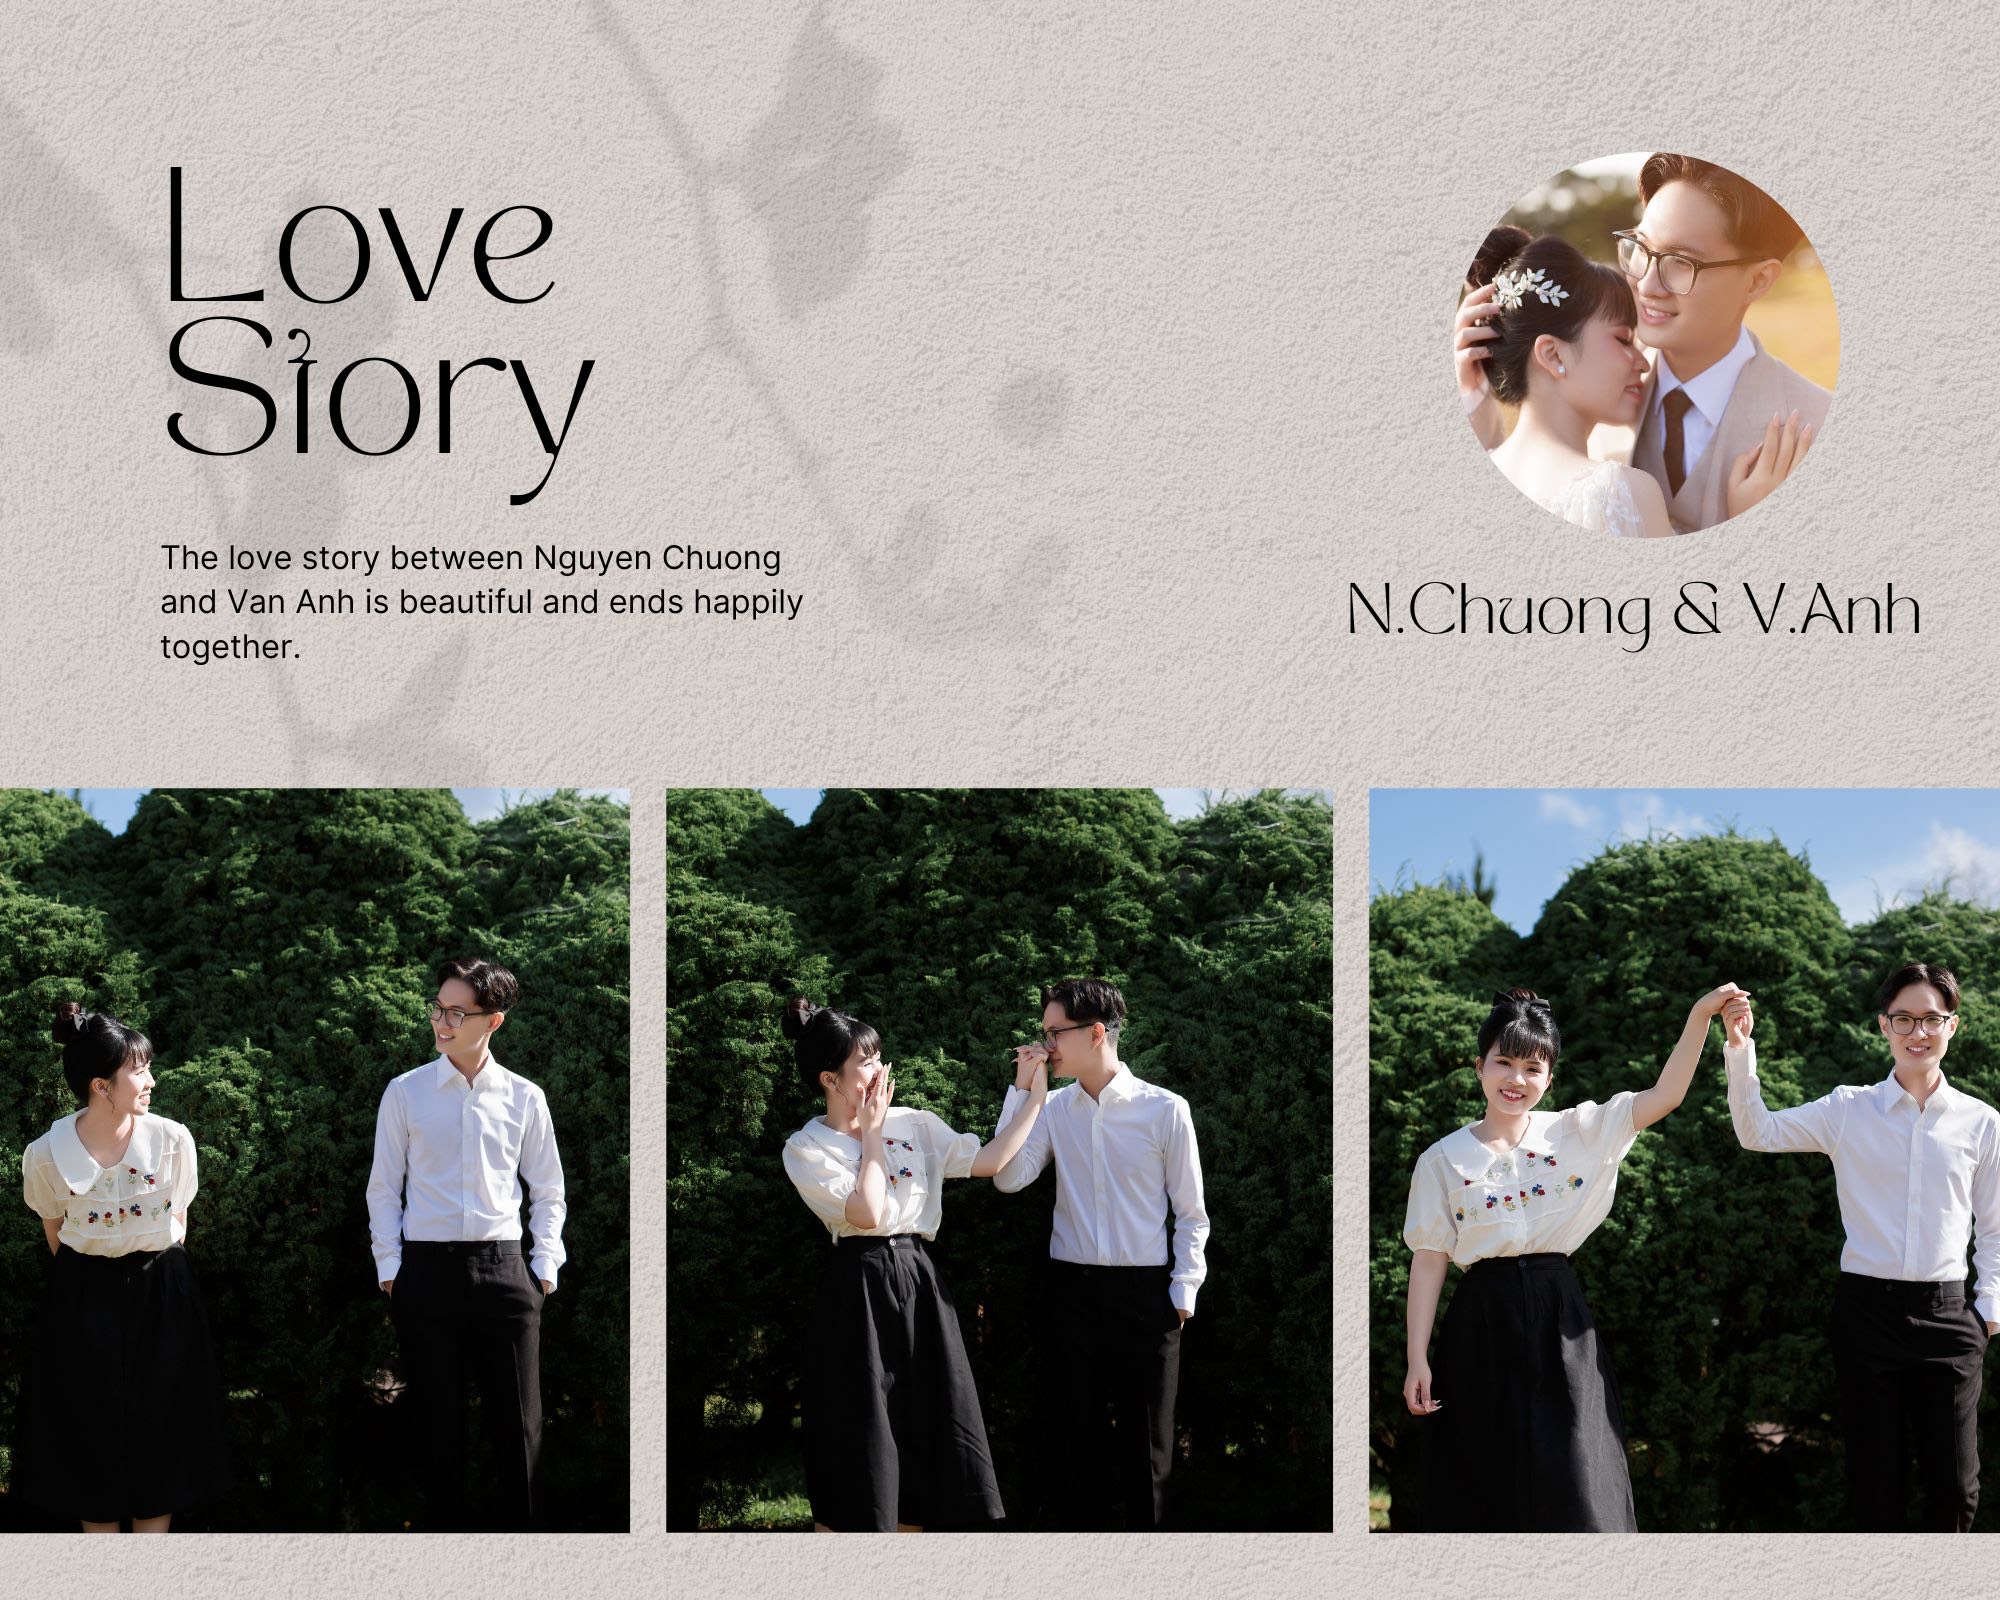 Love
Story
The love story between Nguyen Chuong
and Van Anh is beautiful and ends happily
together.
N.Chuong & V.Anh